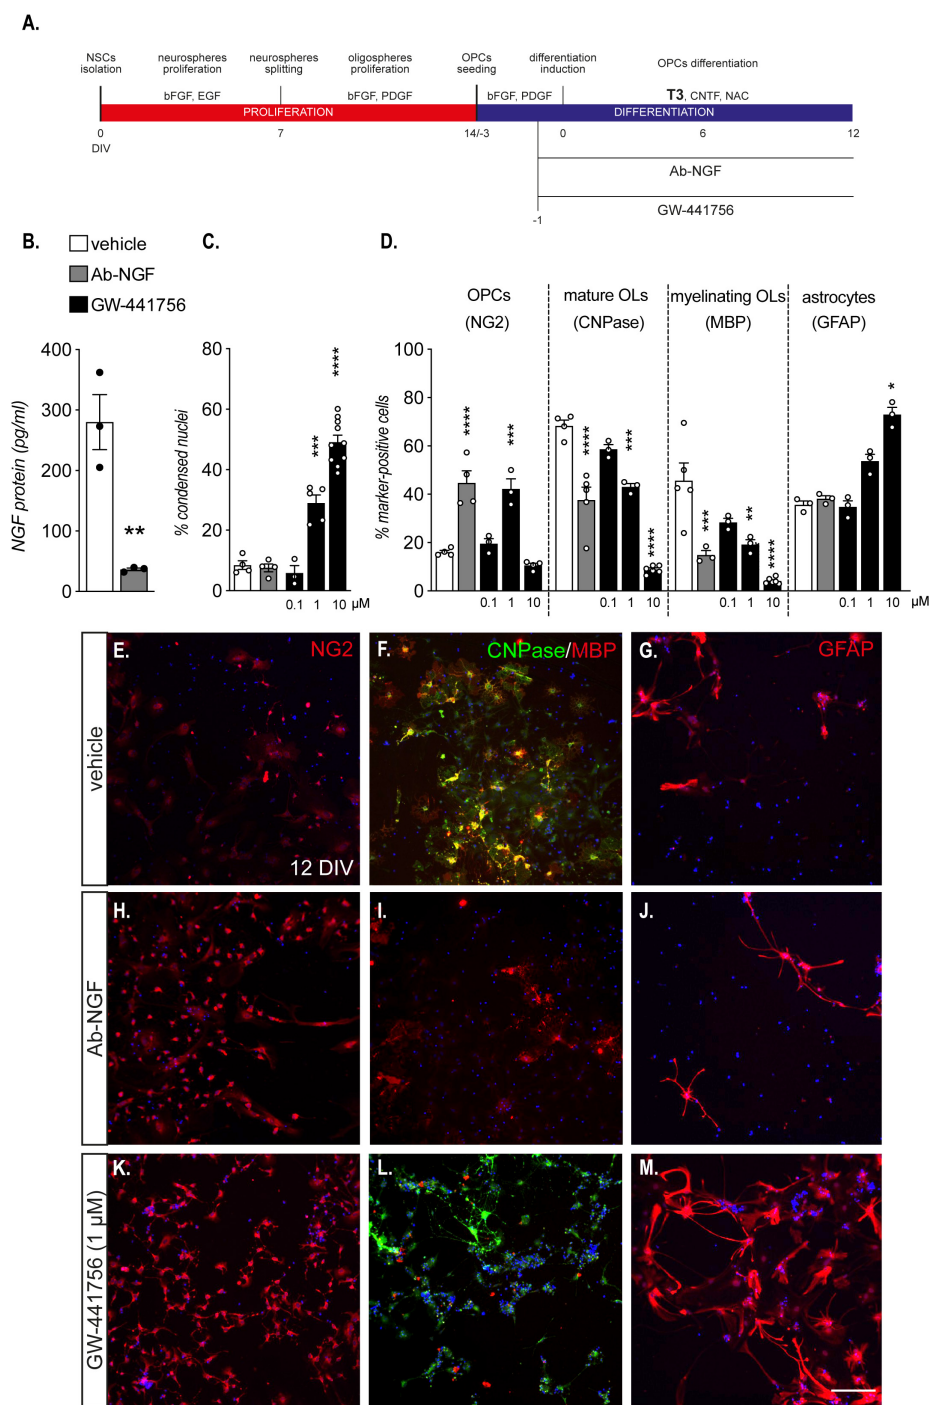 A.
NSCs isolation
neurospheres proliferation
neurospheres splitting
oligospheres proliferation
OPCs seeding
differentiation induction
OPCs differentiation
bFGF, EGF
bFGF, PDGF
bFGF, PDGF
T3, CNTF, NAC
PROLIFERATION
DIFFERENTIATION
0 7 14/-3 0 6 12
DIV
Ab-NGF
GW-441756
-1
B.
vehicle
Ab-NGF
GW-441756
NGF protein (pg/ml)
400
300
200
100
0
**
C.
% condensed nuclei
80
60
40
20
0
***
****
0.1 1 10 µM
D.
OPCs (NG2)
mature OLs (CNPase)
myelinating OLs (MBP)
astrocytes (GFAP)
% marker-positive cells
100
80
60
40
20
0
**** ***
**** *** ****
*** ** ****
*
0.1 1 10 0.1 1 10 0.1 1 10 0.1 1 10 µM
vehicle
E. NG2
12 DIV
F. CNPase/MBP
G. GFAP
Ab-NGF
H.
I.
J.
GW-441756 (1 µM)
K.
L.
M.